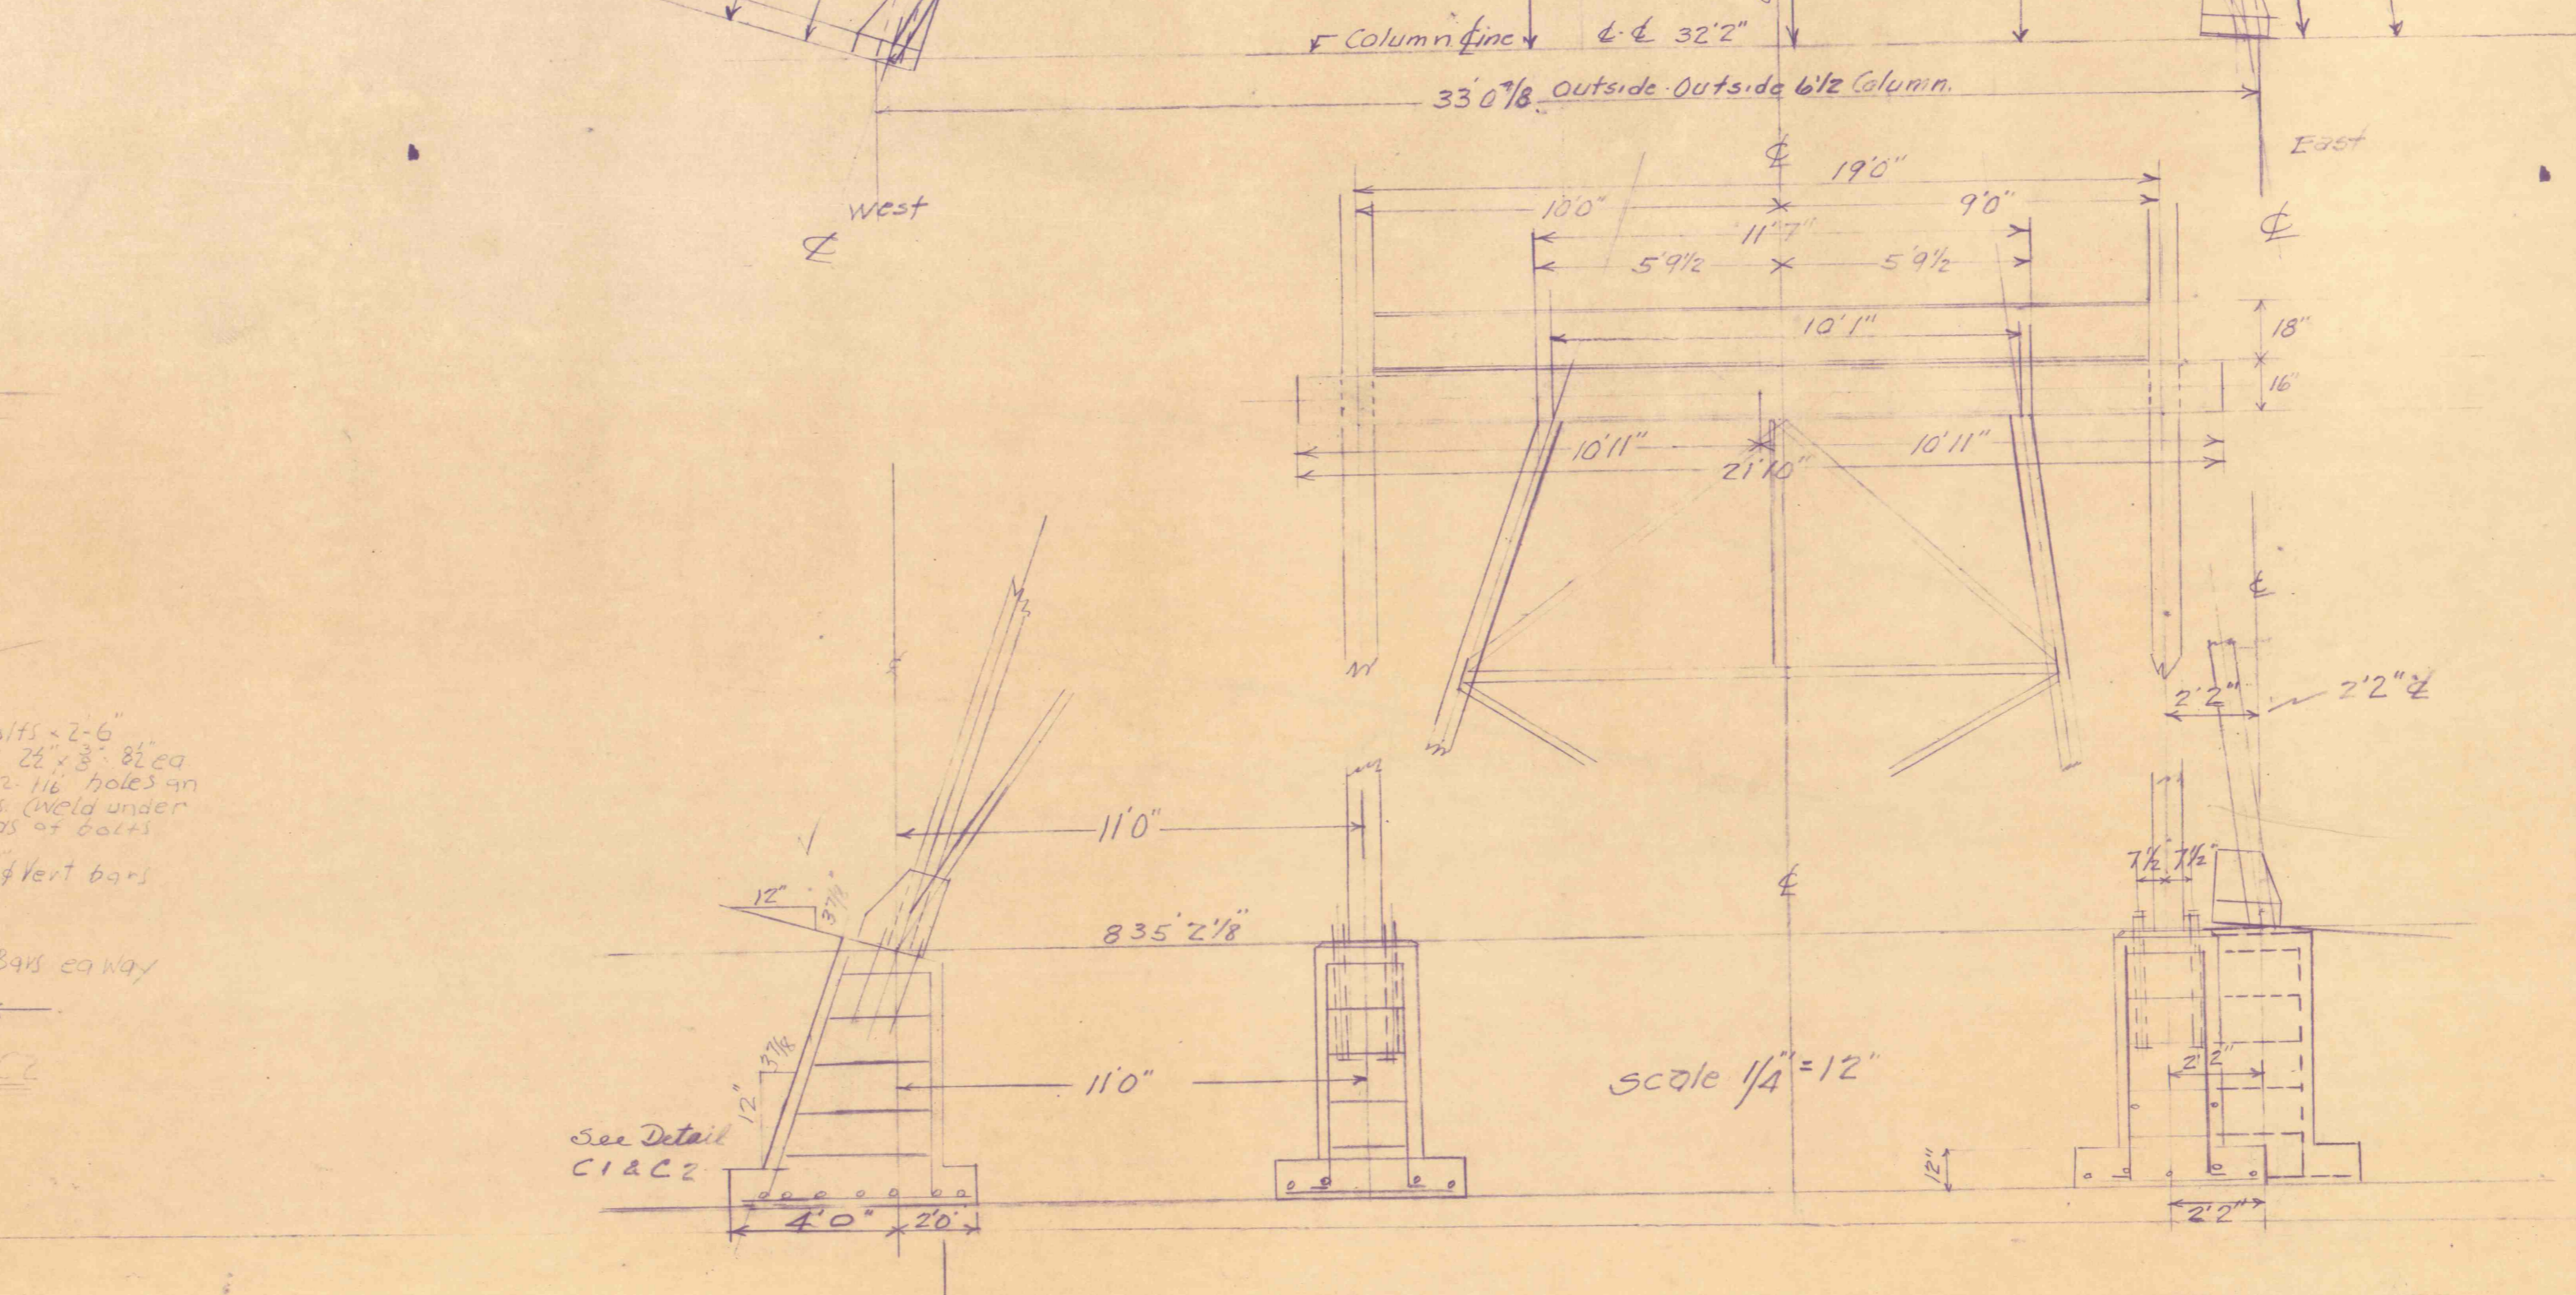 Column ℄ine ℄-℄ 32'2"
33'0⅞ Outside-Outside 6½ Column.
East
West
℄
℄
19'0"
10'0"
9'0"
11'7"
5'9½
5'9½
℄
10'1"
18"
16"
10'11"
10'11"
21'10"
℄
2'2"
2'2" ℄
lts × 2-6"
2½" × ⅜" 8½ ea
holes on
(Weld under
of bolts
Vert bars
Bars ea way
C2
11'0"
7½ 7½"
℄
12"
3⅞"
835' 2⅛"
3⅞
12"
11'0"
Scale ¼" = 12"
2'2"
See Detail
C1 & C2
12"
4'0" 2'0"
2'2"